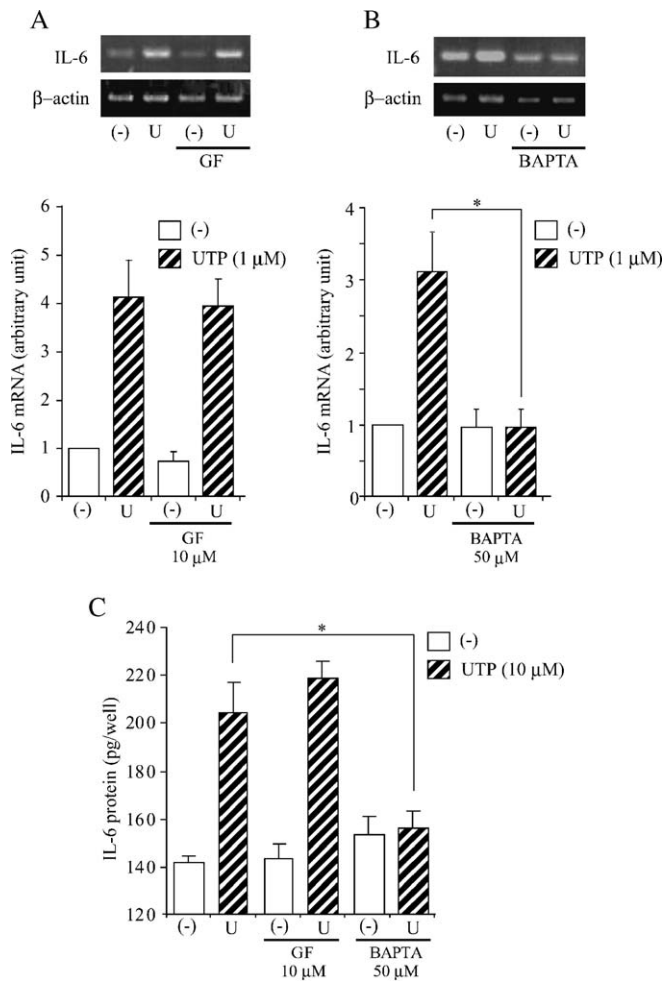 A
IL-6
β–actin
(-) U (-) U
GF
B
IL-6
β–actin
(-) U (-) U
BAPTA
IL-6 mRNA (arbitrary unit)
6
5
4
3
2
1
0
(-)
UTP (1 μM)
(-) U (-) U
GF
10 μM
IL-6 mRNA (arbitrary unit)
4
3
2
1
0
*
(-)
UTP (1 μM)
(-) U (-) U
BAPTA
50 μM
C
IL-6 protein (pg/well)
240
220
200
180
160
140
120
*
(-)
UTP (10 μM)
(-) U (-) U (-) U
GF BAPTA
10 μM 50 μM